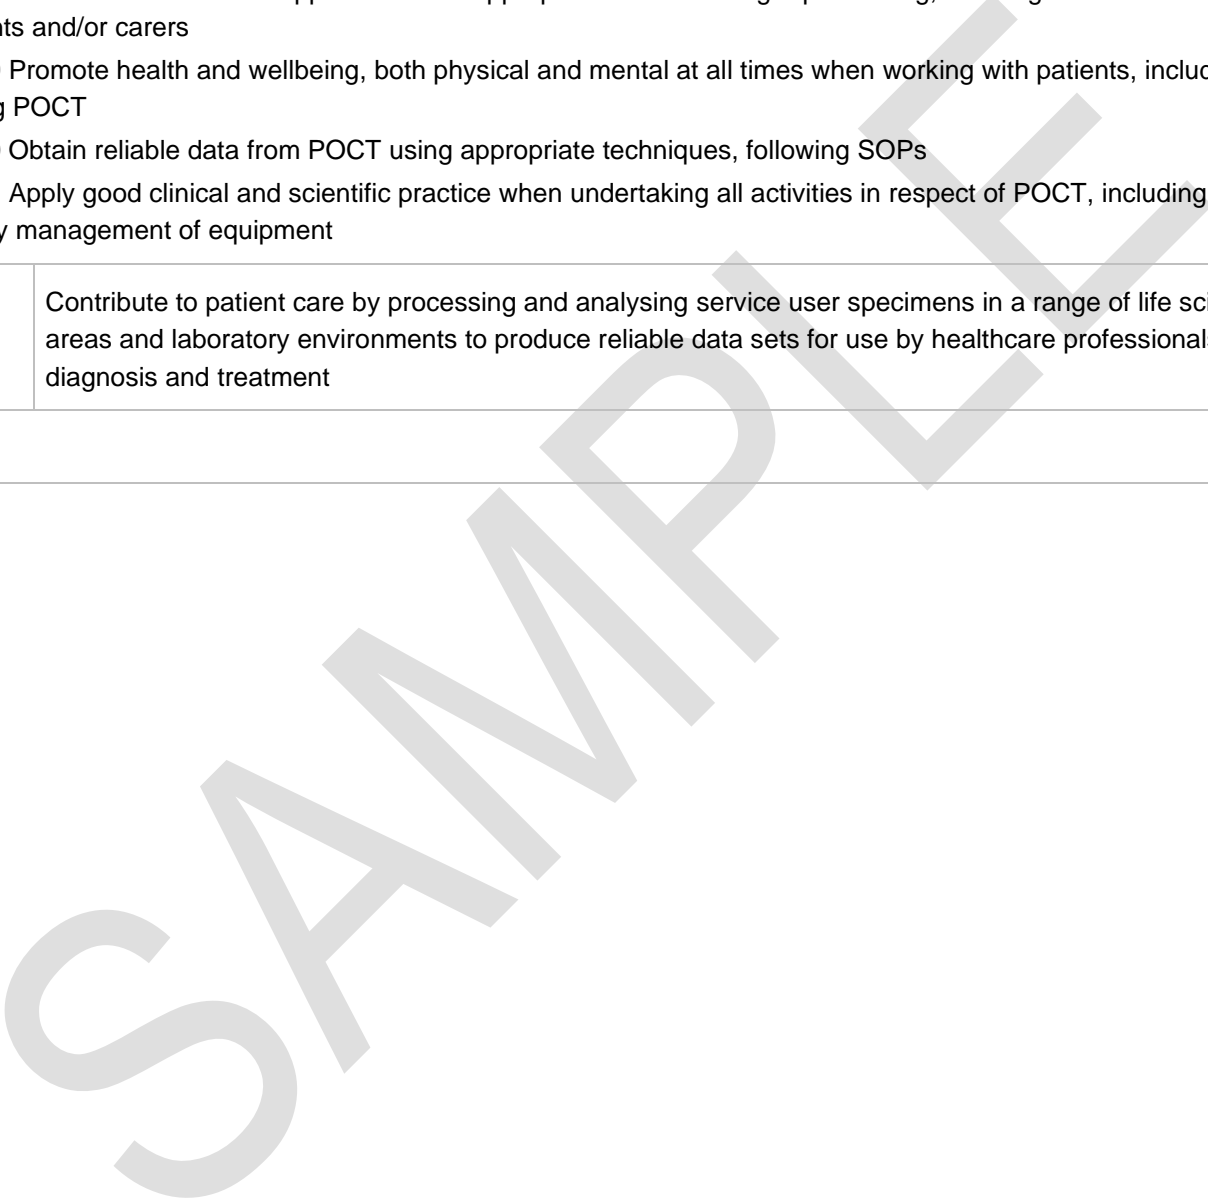 nts and/or carers
Promote health and wellbeing, both physical and mental at all times when working with patients, includ
g POCT
Obtain reliable data from POCT using appropriate techniques, following SOPs
Apply good clinical and scientific practice when undertaking all activities in respect of POCT, including
y management of equipment
Contribute to patient care by processing and analysing service user specimens in a range of life sci
areas and laboratory environments to produce reliable data sets for use by healthcare professionals
diagnosis and treatment
SAMPLE